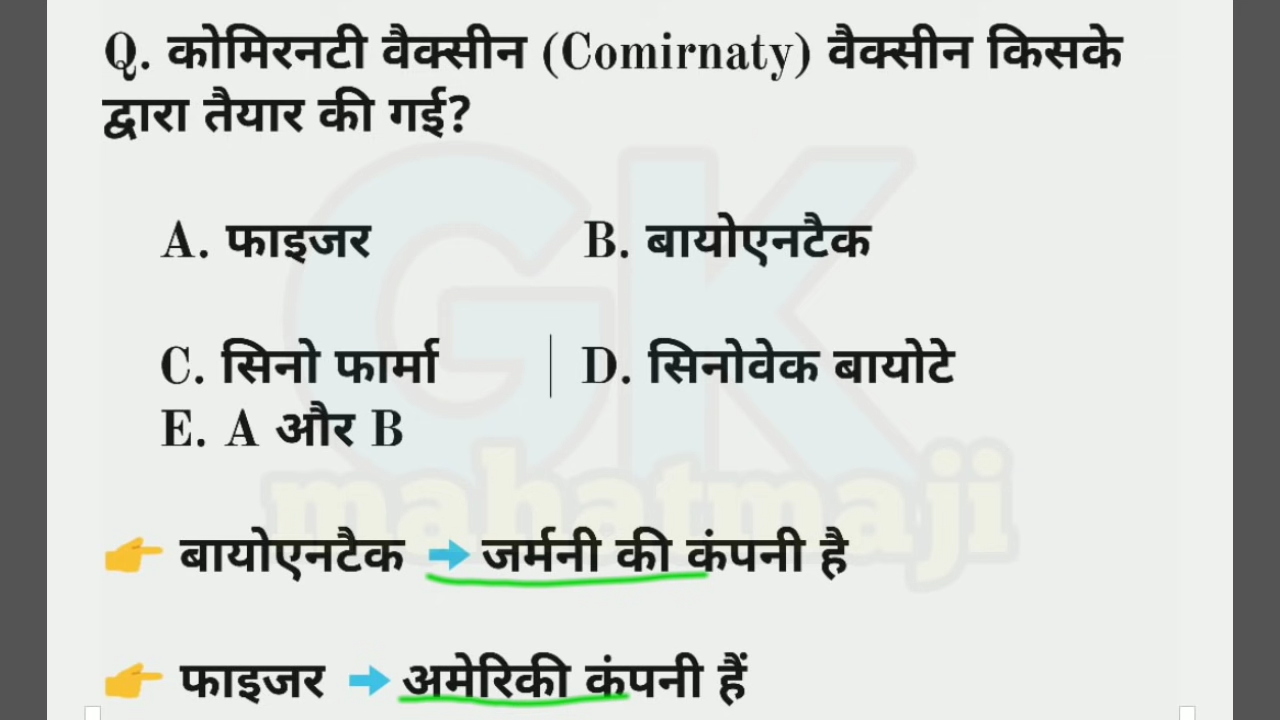 Q. कोमिरनटी वैक्सीन (Comirnaty) वैक्सीन किसके
द्वारा तैयार की गई?
A. फाइजर B. बायोएनटैक
C. सिनो फार्मा D. सिनोवेक बायोटे
E. A और B
GK
mahatmaji
👉 बायोएनटैक ➡ जर्मनी की कंपनी है
👉 फाइजर ➡ अमेरिकी कंपनी हैं